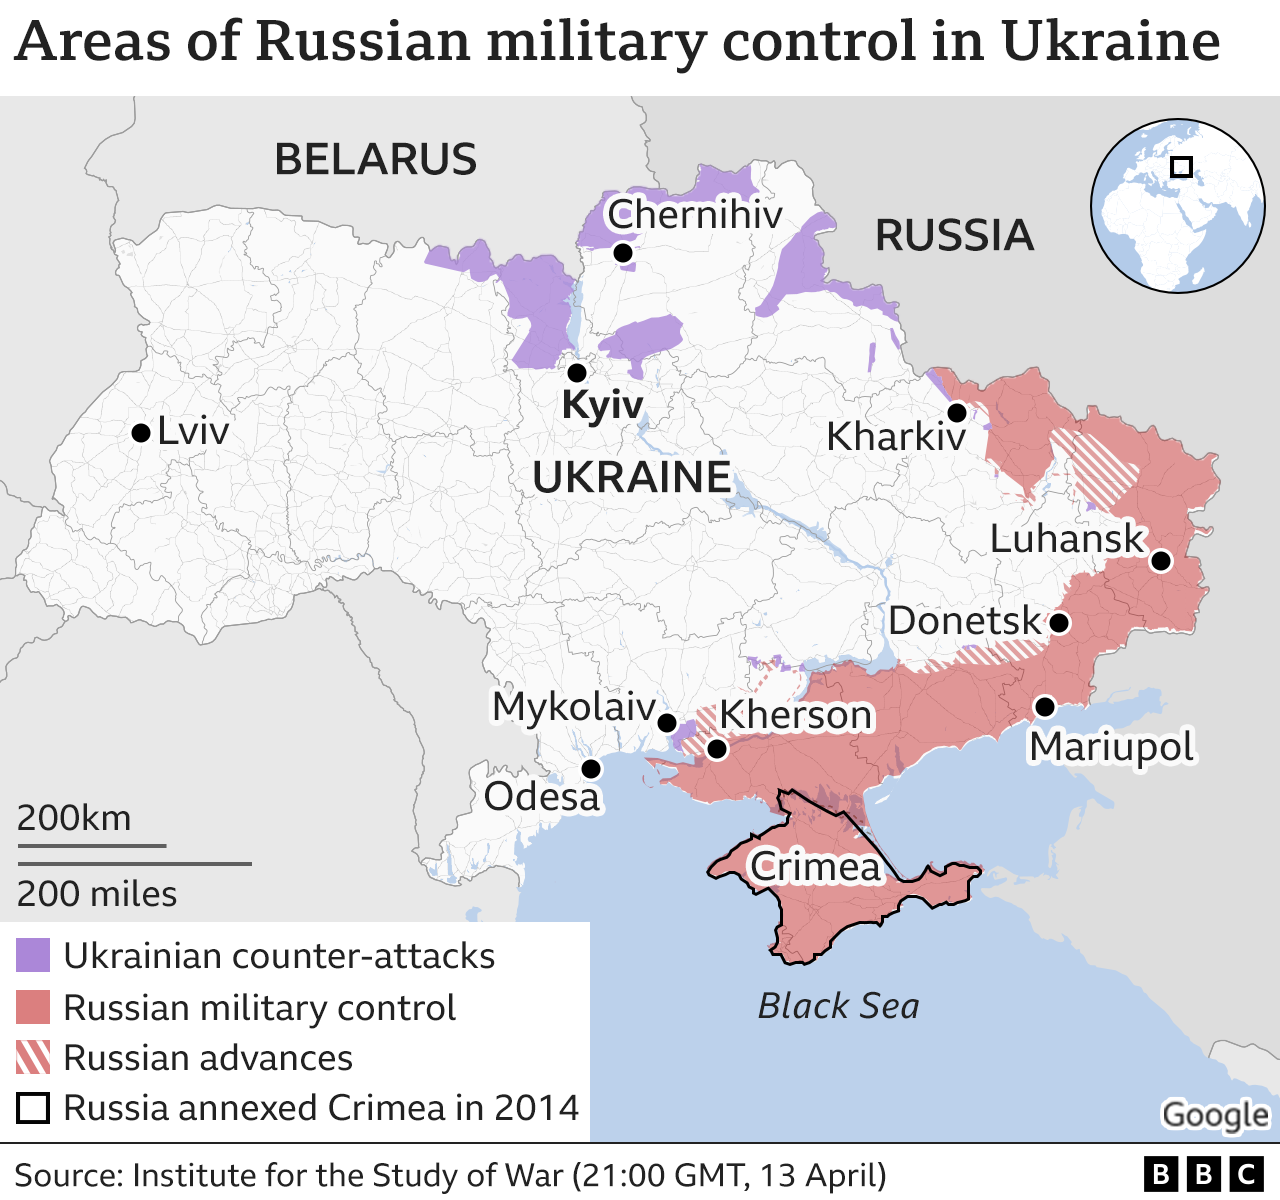 Areas of Russian military control in Ukraine
BELARUS
RUSSIA
Chernihiv
Kyiv
Lviv
Kharkiv
UKRAINE
Luhansk
Donetsk
Mykolaiv
Kherson
Mariupol
Odesa
200km
200 miles
Crimea
Ukrainian counter-attacks
Russian military control
Russian advances
Russia annexed Crimea in 2014
Black Sea
Google
Source: Institute for the Study of War (21:00 GMT, 13 April)
BBC